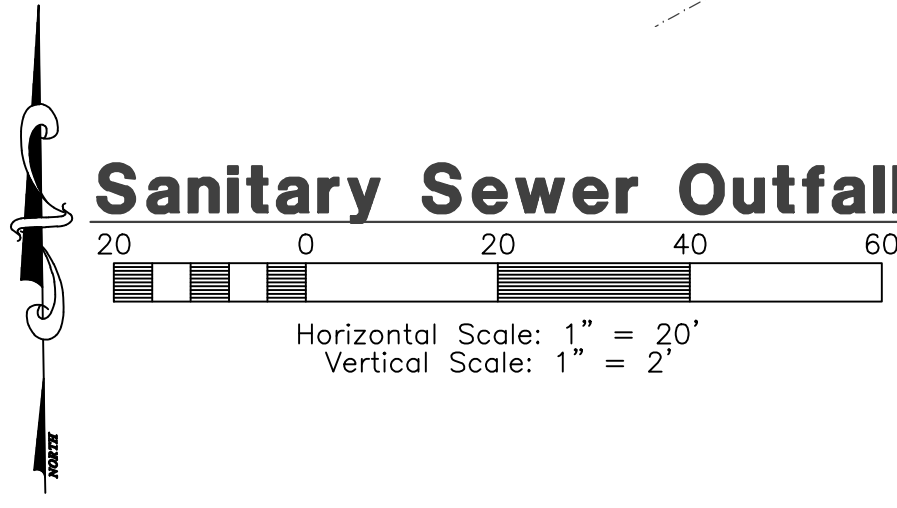 Sanitary Sewer Outfall
20 0 20 40 60
Horizontal Scale: 1" = 20'
Vertical Scale: 1" = 2'
NORTH